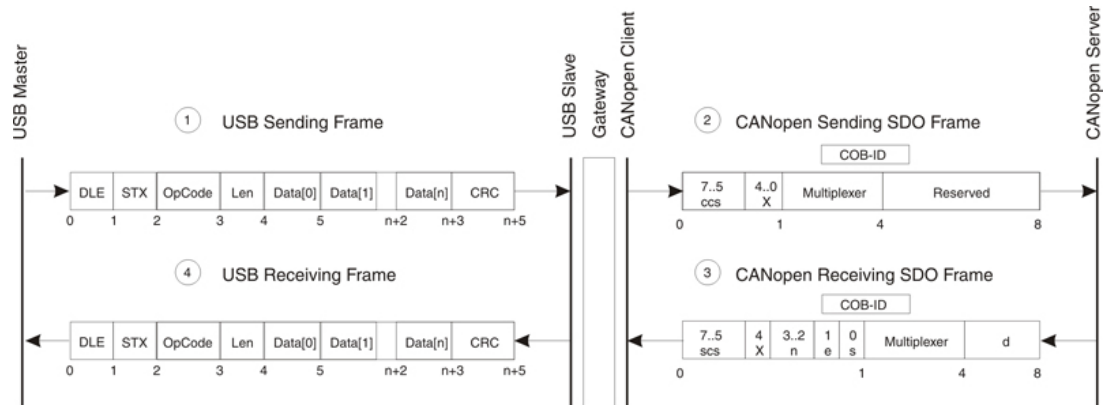 USB Master
USB Slave
Gateway
CANopen Client
CANopen Server
1 USB Sending Frame
DLE STX OpCode Len Data[0] Data[1] Data[n] CRC
0 1 2 3 4 5 n+2 n+3 n+5
2 CANopen Sending SDO Frame
COB-ID
7..5 4..0 Multiplexer Reserved
ccs X
0 1 4 8
4 USB Receiving Frame
DLE STX OpCode Len Data[0] Data[1] Data[n] CRC
0 1 2 3 4 5 n+2 n+3 n+5
3 CANopen Receiving SDO Frame
COB-ID
7..5 4 3..2 1 0 Multiplexer d
scs X n e s
0 1 4 8